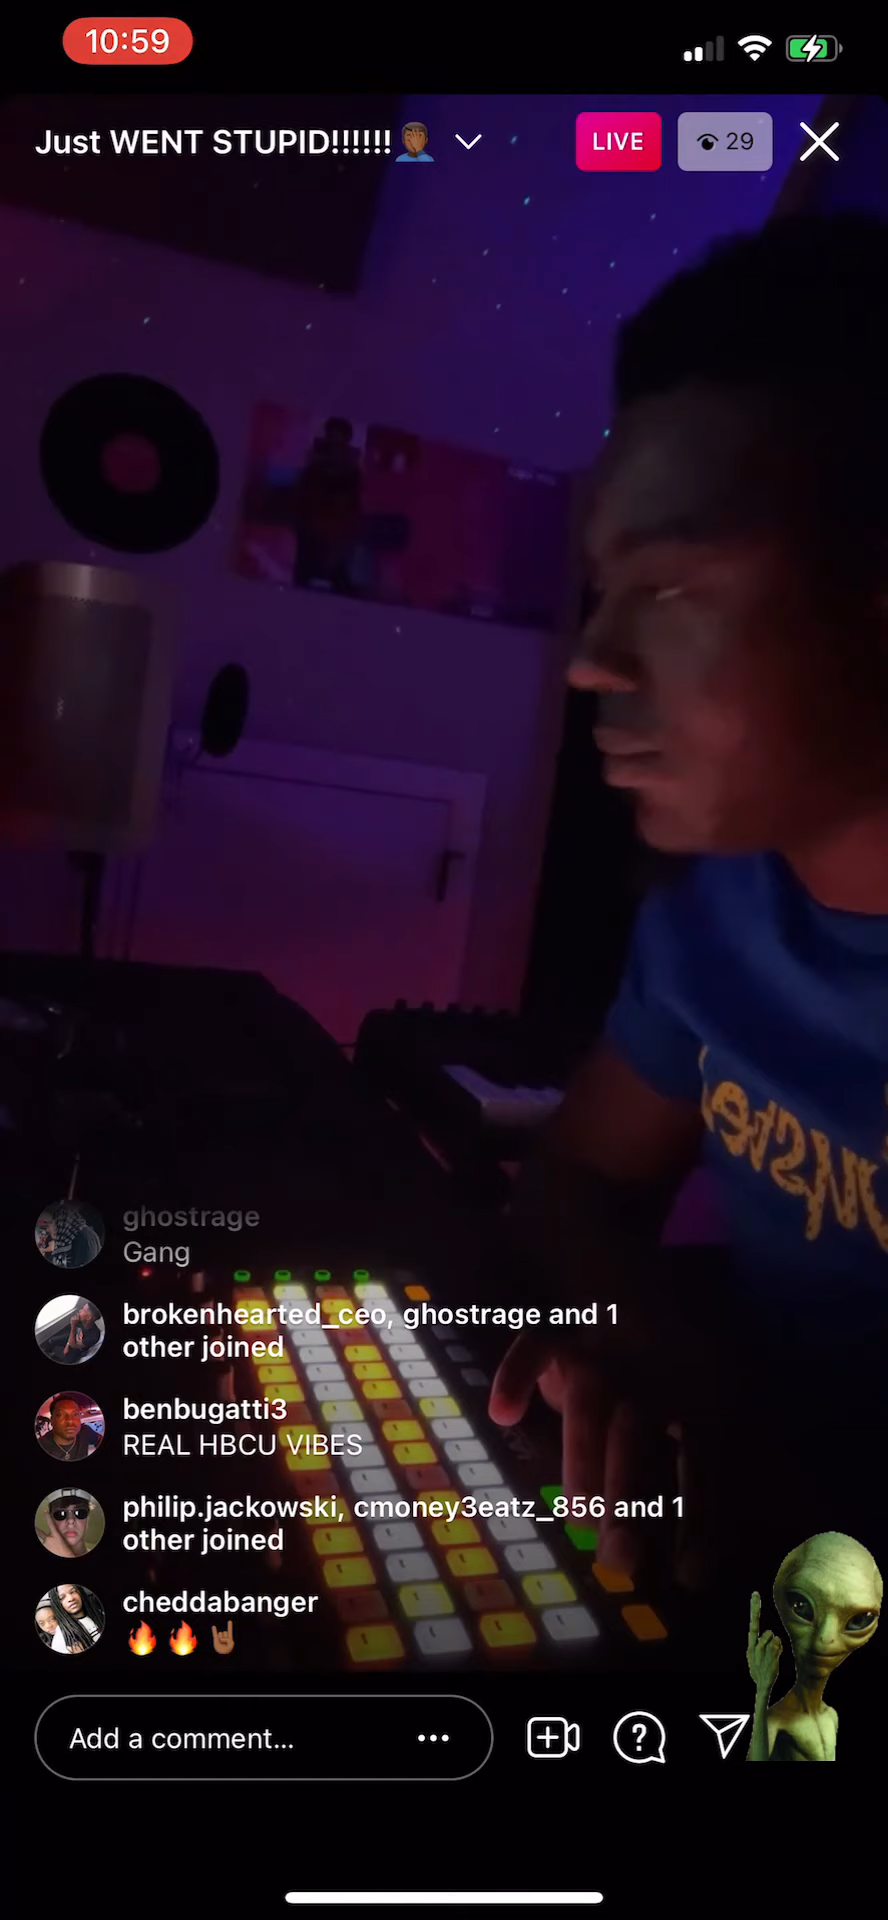 10:59
Just WENT STUPID!!!!!!🤦🏾‍♂️
LIVE
29
ghostrage
Gang
brokenhearted_ceo, ghostrage and 1
other joined
benbugatti3
REAL HBCU VIBES
philip.jackowski, cmoney3eatz_856 and 1
other joined
cheddabanger
🔥🔥🤘🏽
Add a comment...